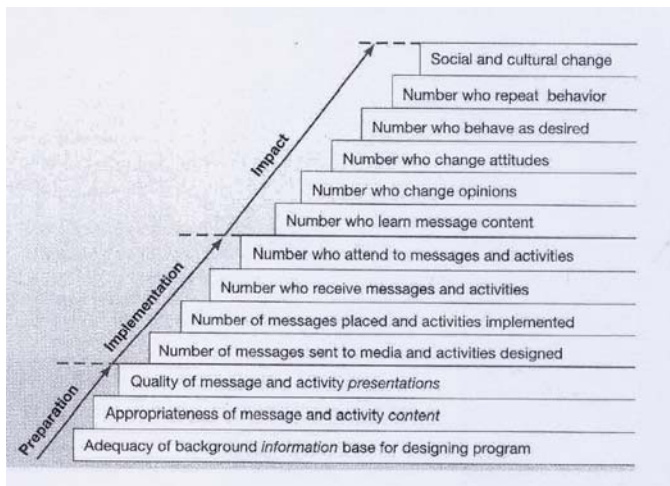 Social and cultural change
Number who repeat behavior
Number who behave as desired
Number who change attitudes
Number who change opinions
Number who learn message content
Impact
Number who attend to messages and activities
Number who receive messages and activities
Number of messages placed and activities implemented
Number of messages sent to media and activities designed
Implementation
Quality of message and activity presentations
Appropriateness of message and activity content
Adequacy of background information base for designing program
Preparation